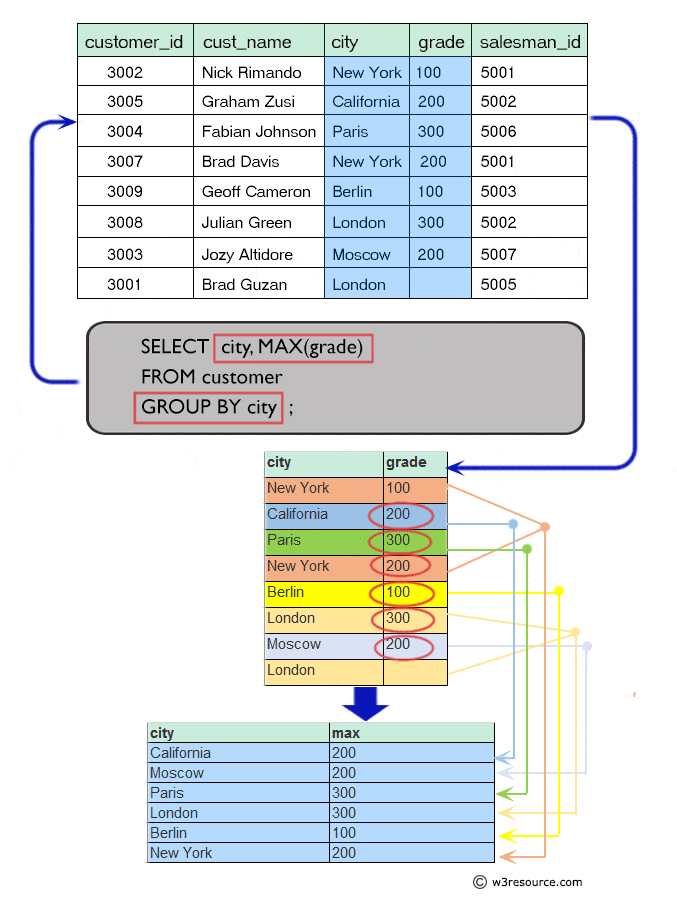 customer_id cust_name city grade salesman_id
3002 Nick Rimando New York 100 5001
3005 Graham Zusi California 200 5002
3004 Fabian Johnson Paris 300 5006
3007 Brad Davis New York 200 5001
3009 Geoff Cameron Berlin 100 5003
3008 Julian Green London 300 5002
3003 Jozy Altidore Moscow 200 5007
3001 Brad Guzan London 5005
SELECT city, MAX(grade)
FROM customer
GROUP BY city ;
city grade
New York 100
California 200
Paris 300
New York 200
Berlin 100
London 300
Moscow 200
London
city max
California 200
Moscow 200
Paris 300
London 300
Berlin 100
New York 200
© w3resource.com